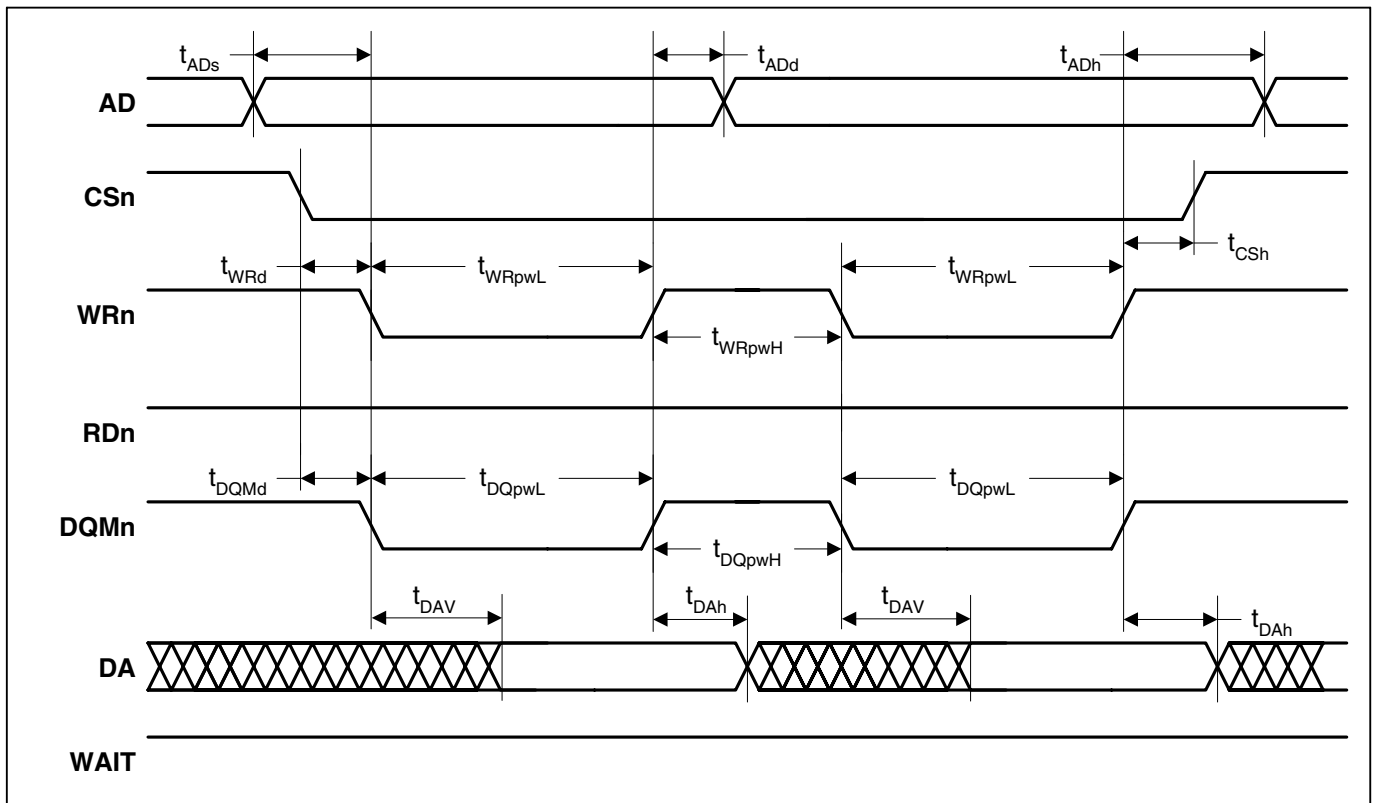 tADs
tADd
tADh
AD
CSn
tCSh
tWRd
tWRpwL
tWRpwL
WRn
tWRpwH
RDn
tDQMd
tDQpwL
tDQpwL
DQMn
tDQpwH
tDAV
tDAh
tDAV
tDAh
DA
WAIT